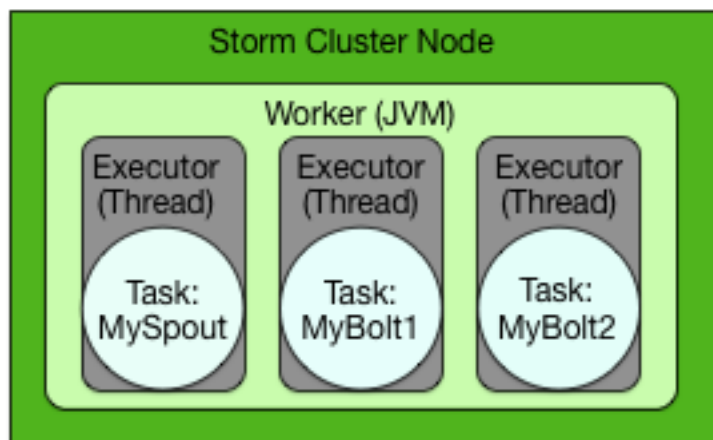 Storm Cluster Node
Worker (JVM)
Executor
(Thread)
Task:
MySpout
Executor
(Thread)
Task:
MyBolt1
Executor
(Thread)
Task:
MyBolt2